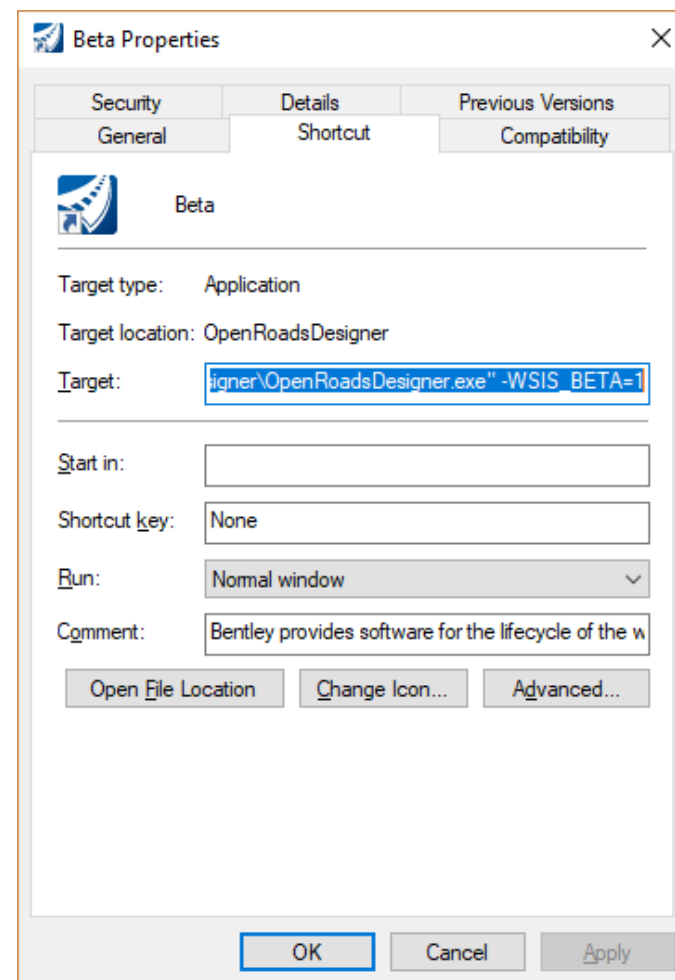 Beta Properties
Security Details Previous Versions
General Shortcut Compatibility
Beta
Target type: Application
Target location: OpenRoadsDesigner
Target: igner\OpenRoadsDesigner.exe" -WSIS_BETA=1
Start in:
Shortcut key: None
Run: Normal window
Comment: Bentley provides software for the lifecycle of the w
Open File Location Change Icon... Advanced...
OK Cancel Apply